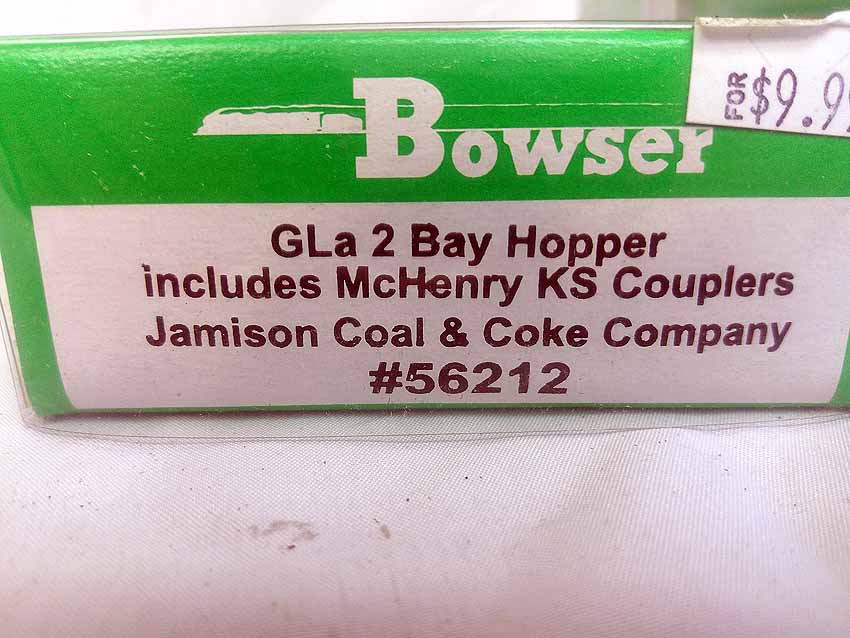 Bowser
FOR $9.9
GLa 2 Bay Hopper
includes McHenry KS Couplers
Jamison Coal & Coke Company
#56212